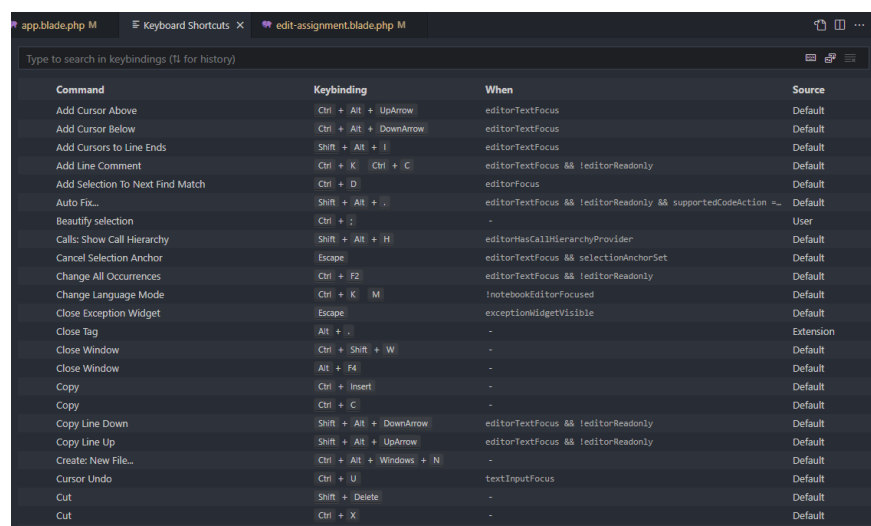 app.blade.php M Keyboard Shortcuts × edit-assignment.blade.php M ...
Type to search in keybindings (⇅ for history)
Command Keybinding When Source
Add Cursor Above Ctrl + Alt + UpArrow editorTextFocus Default
Add Cursor Below Ctrl + Alt + DownArrow editorTextFocus Default
Add Cursors to Line Ends Shift + Alt + I editorTextFocus Default
Add Line Comment Ctrl + K Ctrl + C editorTextFocus && !editorReadonly Default
Add Selection To Next Find Match Ctrl + D editorFocus Default
Auto Fix... Shift + Alt + . editorTextFocus && !editorReadonly && supportedCodeAction =… Default
Beautify selection Ctrl + ; - User
Calls: Show Call Hierarchy Shift + Alt + H editorHasCallHierarchyProvider Default
Cancel Selection Anchor Escape editorTextFocus && selectionAnchorSet Default
Change All Occurrences Ctrl + F2 editorTextFocus && !editorReadonly Default
Change Language Mode Ctrl + K M !notebookEditorFocused Default
Close Exception Widget Escape exceptionWidgetVisible Default
Close Tag Alt + . - Extension
Close Window Ctrl + Shift + W - Default
Close Window Alt + F4 - Default
Copy Ctrl + Insert - Default
Copy Ctrl + C - Default
Copy Line Down Shift + Alt + DownArrow editorTextFocus && !editorReadonly Default
Copy Line Up Shift + Alt + UpArrow editorTextFocus && !editorReadonly Default
Create: New File... Ctrl + Alt + Windows + N - Default
Cursor Undo Ctrl + U textInputFocus Default
Cut Shift + Delete - Default
Cut Ctrl + X - Default